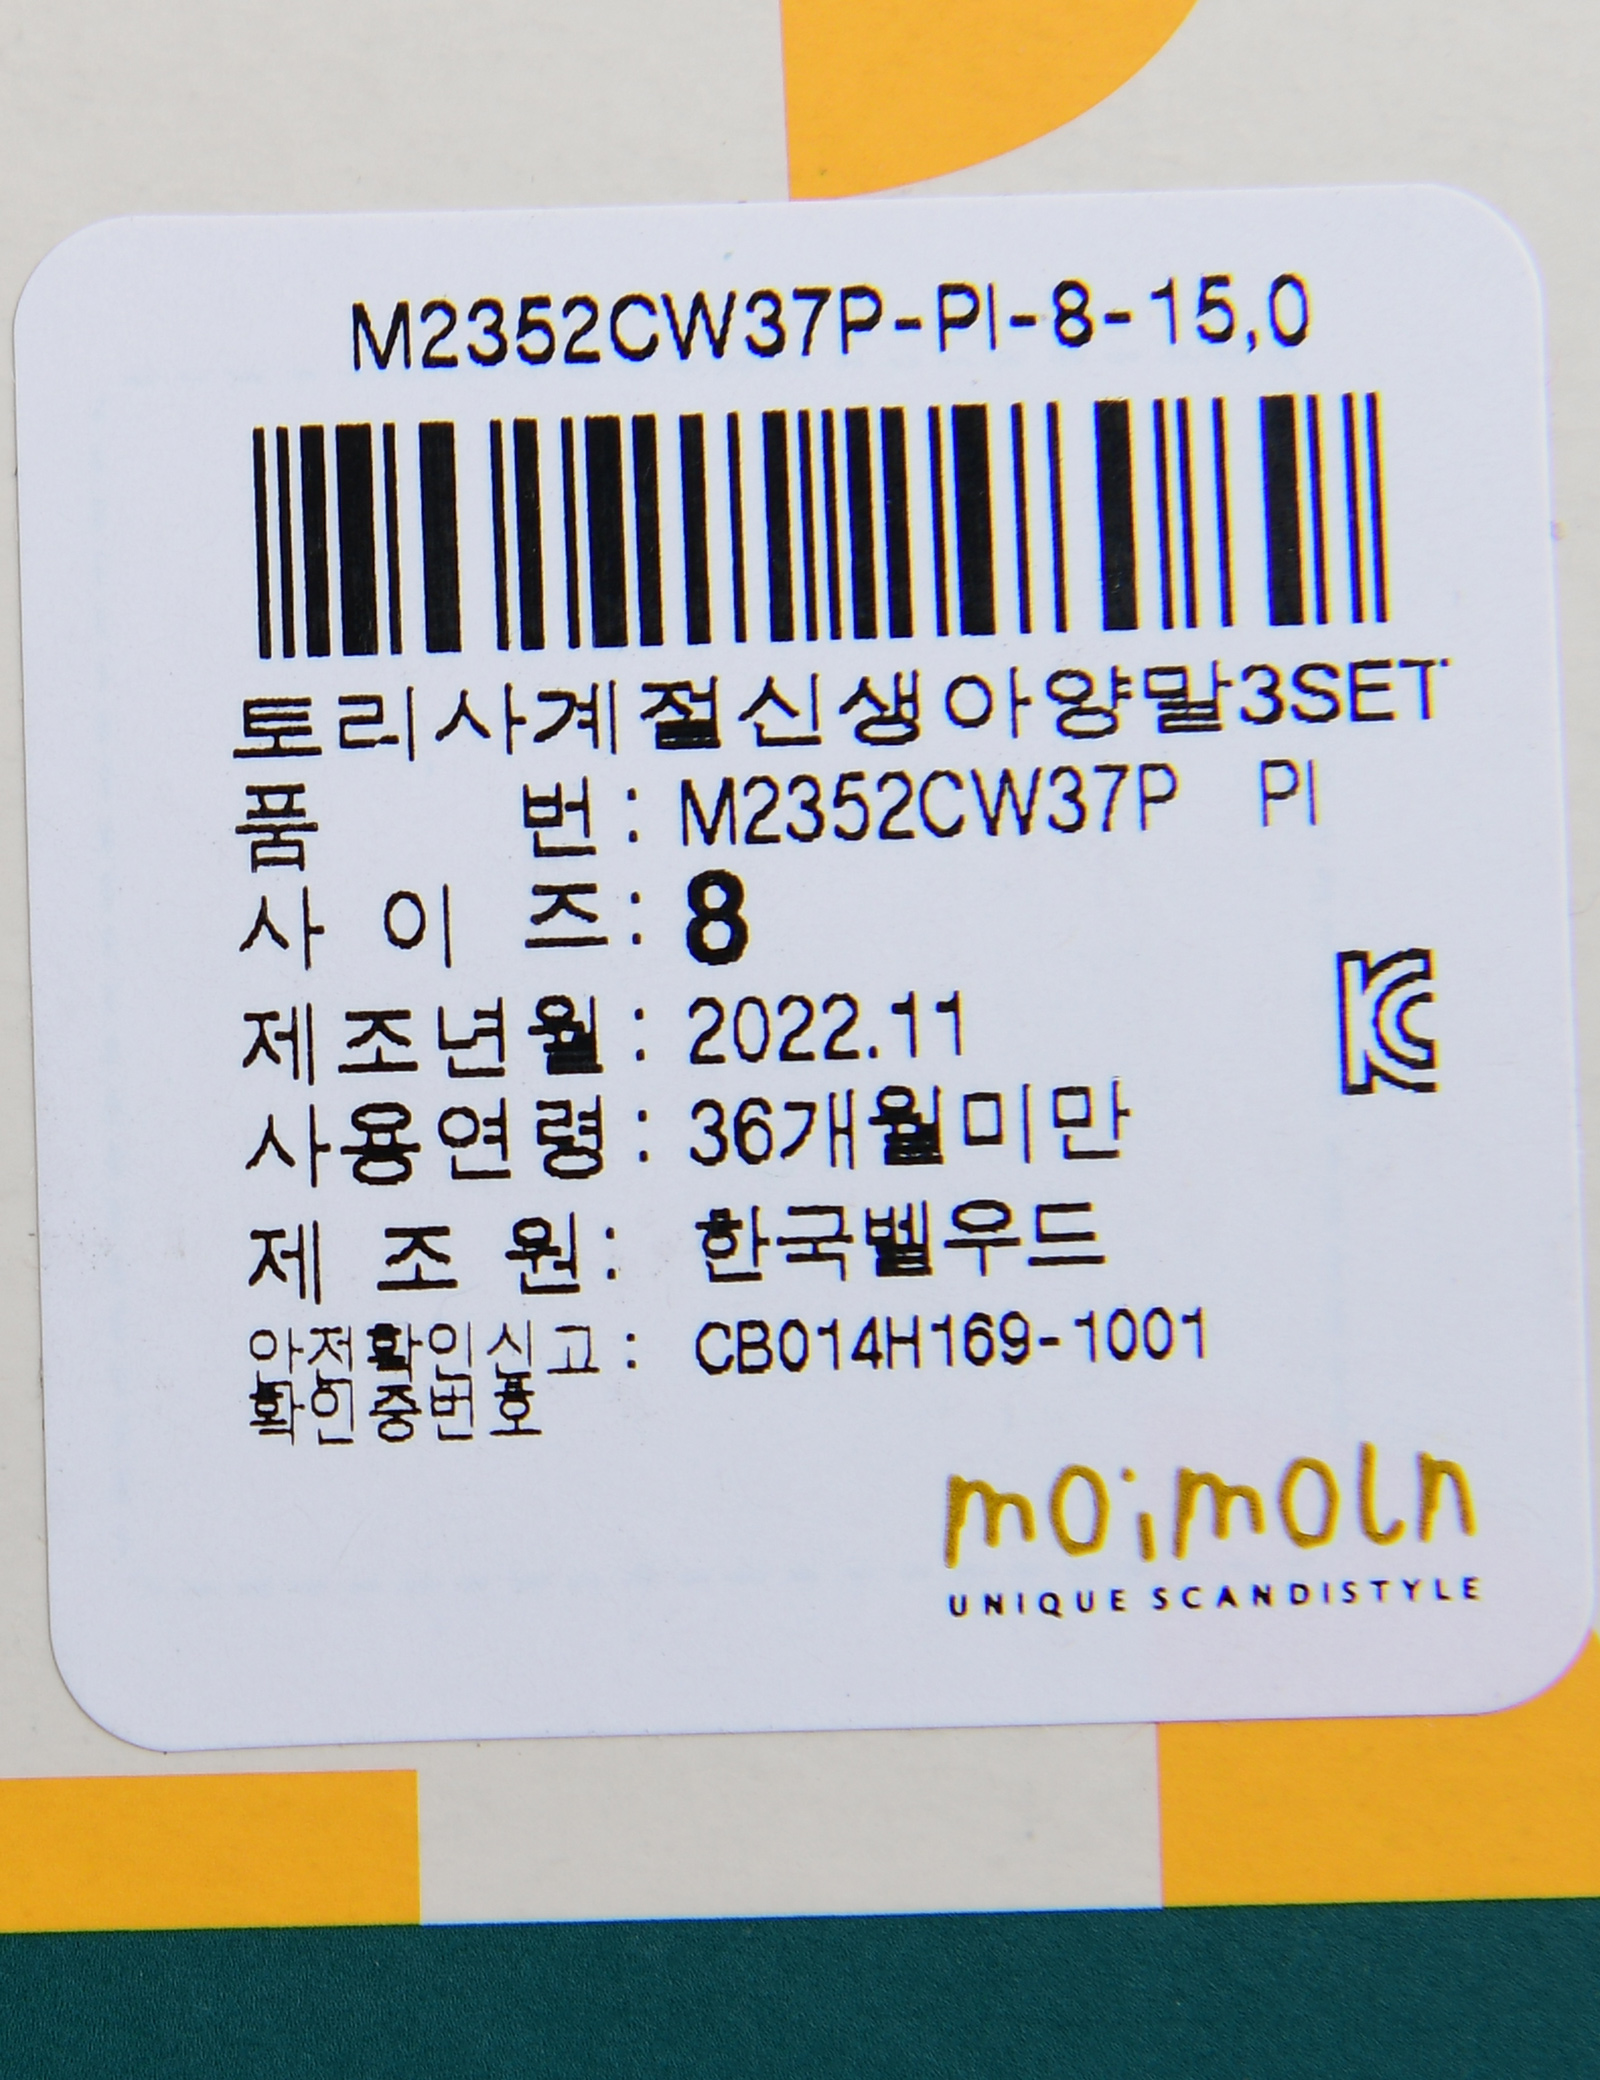 M2352CW37P-PI-8-15,0
토리사계절신생아양말3SET
품 번 : M2352CW37P PI
사 이 즈 : 8
제조년월 : 2022.11
사용연령 : 36개월미만
제 조 원 : 한국벨우드
안전확인신고 : CB014H169-1001
확인증번호
KC
moimoln
UNIQUE SCANDISTYLE